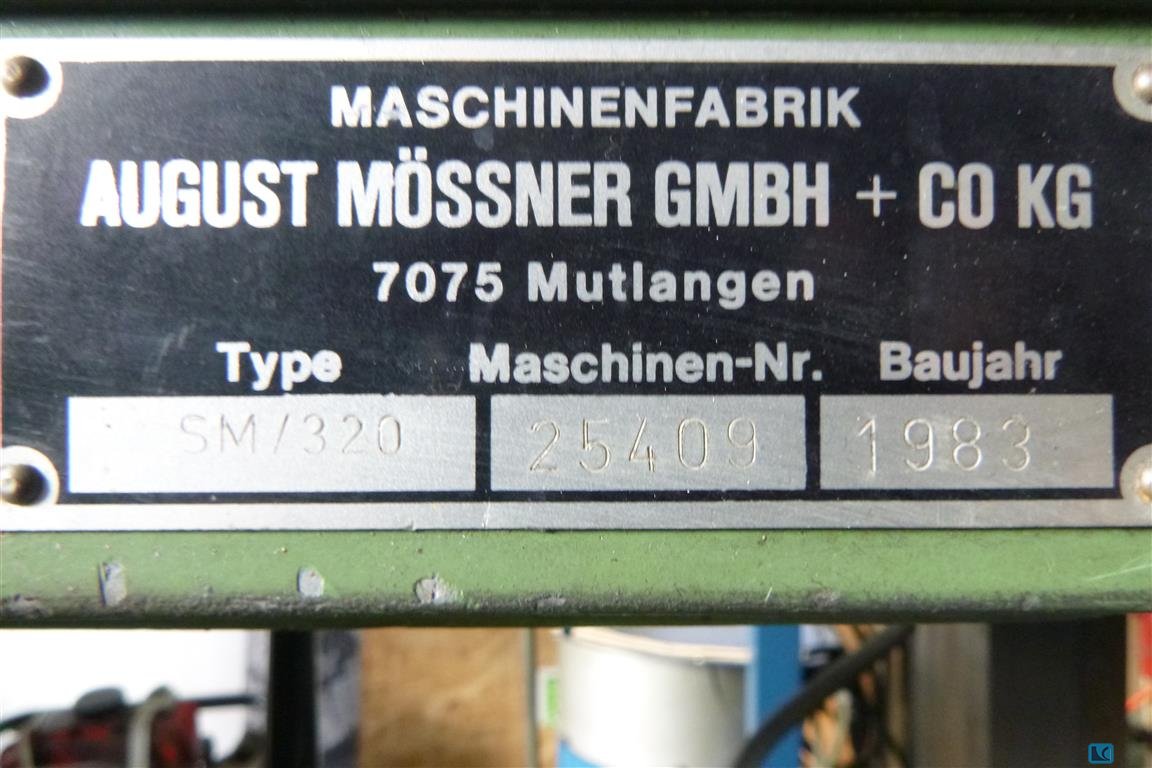 MASCHINENFABRIK
AUGUST MÖSSNER GMBH + CO KG
7075 Mutlangen
Type Maschinen-Nr. Baujahr
SM/320 25409 1983